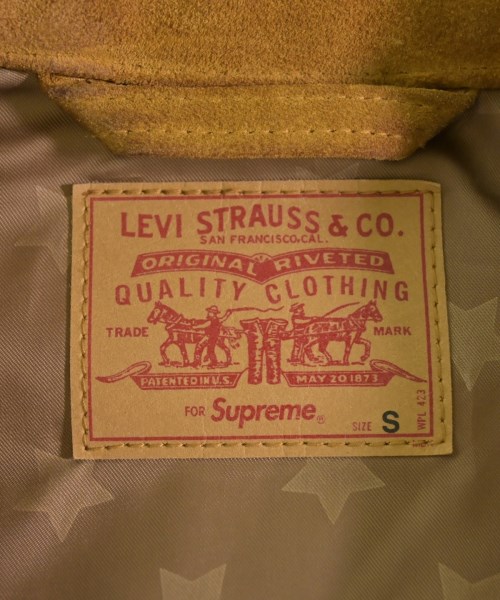 LEVI STRAUSS & CO.
SAN FRANCISCO, CAL.
ORIGINAL RIVETED
QUALITY CLOTHING
TRADE MARK
PATENTED IN U.S. MAY 20 1873
FOR Supreme®
SIZE S
WPL 423